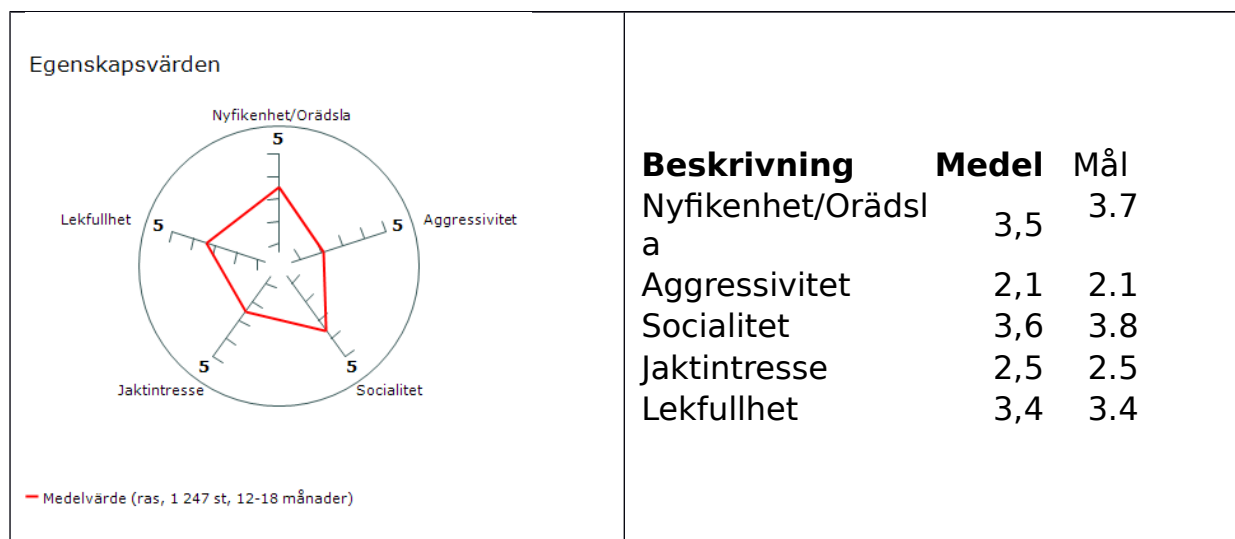 Egenskapsvärden
Nyfikenhet/Orädsla
5
Lekfullhet
5
5
Aggressivitet
5
5
Jaktintresse
Socialitet
Medelvärde (ras, 1 247 st, 12-18 månader)
Beskrivning Medel Mål
Nyfikenhet/Orädsl
a 3,5 3.7
Aggressivitet 2,1 2.1
Socialitet 3,6 3.8
Jaktintresse 2,5 2.5
Lekfullhet 3,4 3.4